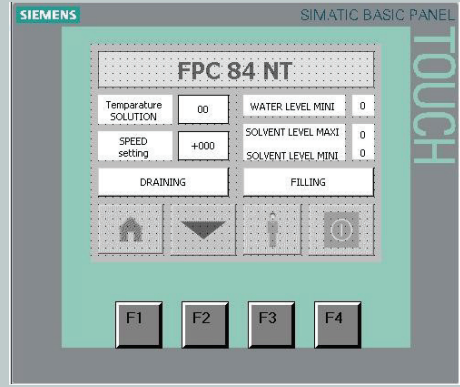 SIEMENS
SIMATIC BASIC PANEL
TOUCH
FPC 84 NT
Temparature
SOLUTION
00
WATER LEVEL MINI
0
SPEED
setting
+000
SOLVENT LEVEL MAXI
0
SOLVENT LEVEL MINI
0
DRAINING
FILLING
F1
F2
F3
F4